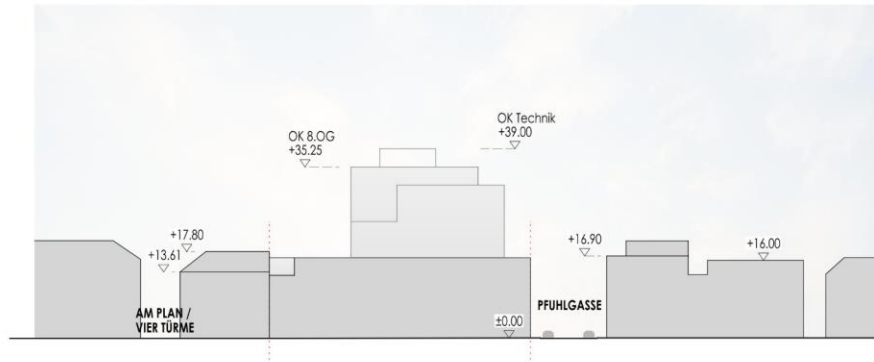 OK Technik
+39.00
OK 8.OG
+35.25
+17.80
+13.61
+16.90
+16.00
AM PLAN /
VIER TÜRME
PFUHLGASSE
±0.00